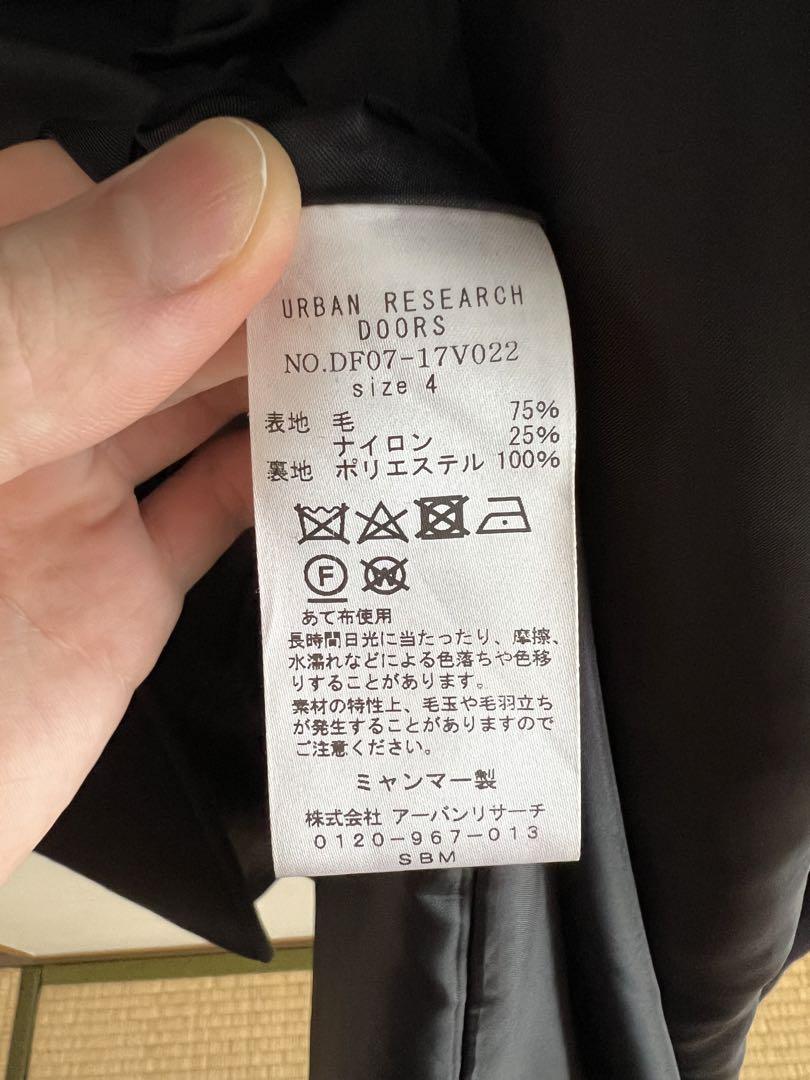 URBAN RESEARCH
DOORS
NO.DF07-17V022
size 4
表地 毛 75%
ナイロン 25%
裏地 ポリエステル 100%
F W
あて布使用
長時間日光に当たったり、摩擦、
水濡れなどによる色落ちや色移
りすることがあります。
素材の特性上、毛玉や毛羽立ち
が発生することがありますので
ご注意ください。
ミャンマー製
株式会社 アーバンリサーチ
0120-967-013
SBM